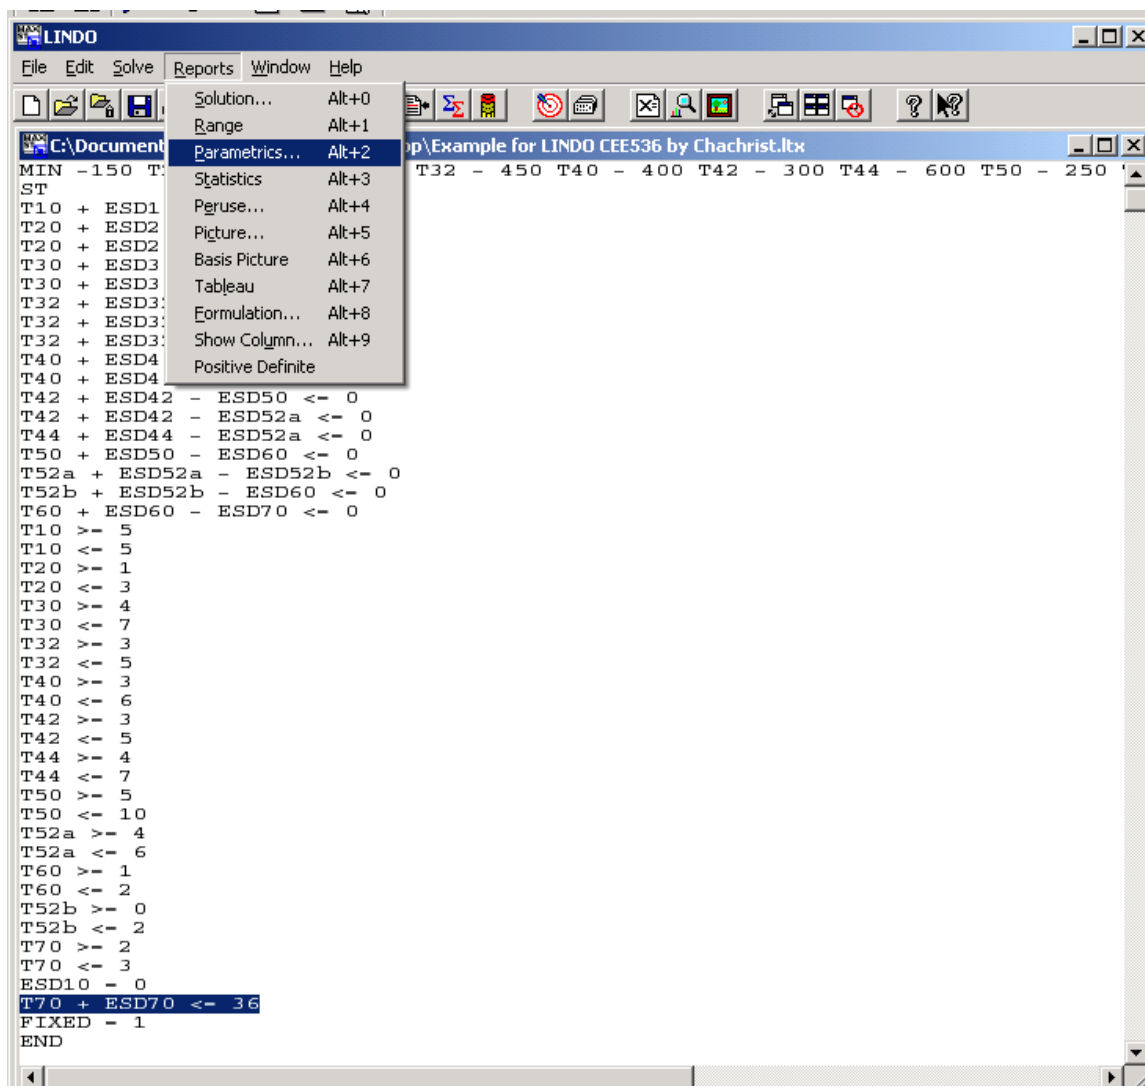 LINDO
File Edit Solve Reports Window Help
Solution... Alt+0
Range Alt+1
Parametrics... Alt+2
Statistics Alt+3
Peruse... Alt+4
Picture... Alt+5
Basis Picture Alt+6
Tableau Alt+7
Formulation... Alt+8
Show Column... Alt+9
Positive Definite
C:\Document op\Example for LINDO CEE536 by Chachrist.ltx
MIN -150 T T32 - 450 T40 - 400 T42 - 300 T44 - 600 T50 - 250
ST
T10 + ESD1
T20 + ESD2
T20 + ESD2
T30 + ESD3
T30 + ESD3
T32 + ESD3
T32 + ESD3
T32 + ESD3
T40 + ESD4
T40 + ESD4
T42 + ESD42 - ESD50 <= 0
T42 + ESD42 - ESD52a <= 0
T44 + ESD44 - ESD52a <= 0
T50 + ESD50 - ESD60 <= 0
T52a + ESD52a - ESD52b <= 0
T52b + ESD52b - ESD60 <= 0
T60 + ESD60 - ESD70 <= 0
T10 >= 5
T10 <= 5
T20 >= 1
T20 <= 3
T30 >= 4
T30 <= 7
T32 >= 3
T32 <= 5
T40 >= 3
T40 <= 6
T42 >= 3
T42 <= 5
T44 >= 4
T44 <= 7
T50 >= 5
T50 <= 10
T52a >= 4
T52a <= 6
T60 >= 1
T60 <= 2
T52b >= 0
T52b <= 2
T70 >= 2
T70 <= 3
ESD10 = 0
T70 + ESD70 <= 36
FIXED = 1
END